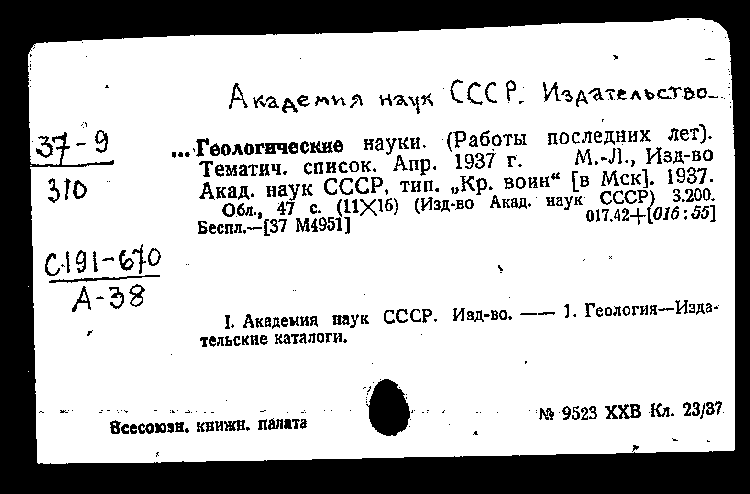 Академия наук СССР. Издательство
37-9
310
...Геологические науки. (Работы последних лет).
Тематич. список. Апр. 1937 г. М.-Л., Изд-во
Акад. наук СССР, тип. „Кр. воин“ [в Мск]. 1937.
Обл., 47 с. (11X16) (Изд-во Акад. наук СССР) 3.200.
Беспл.—[37 М4951] 017.42+[016:55]
С191-670
А-38
I. Академия наук СССР. Изд-во. —— 1. Геология—Изда-
тельские каталоги.
Всесоюзн. книжн. палата
№ 9523 XXB Кл. 23/37